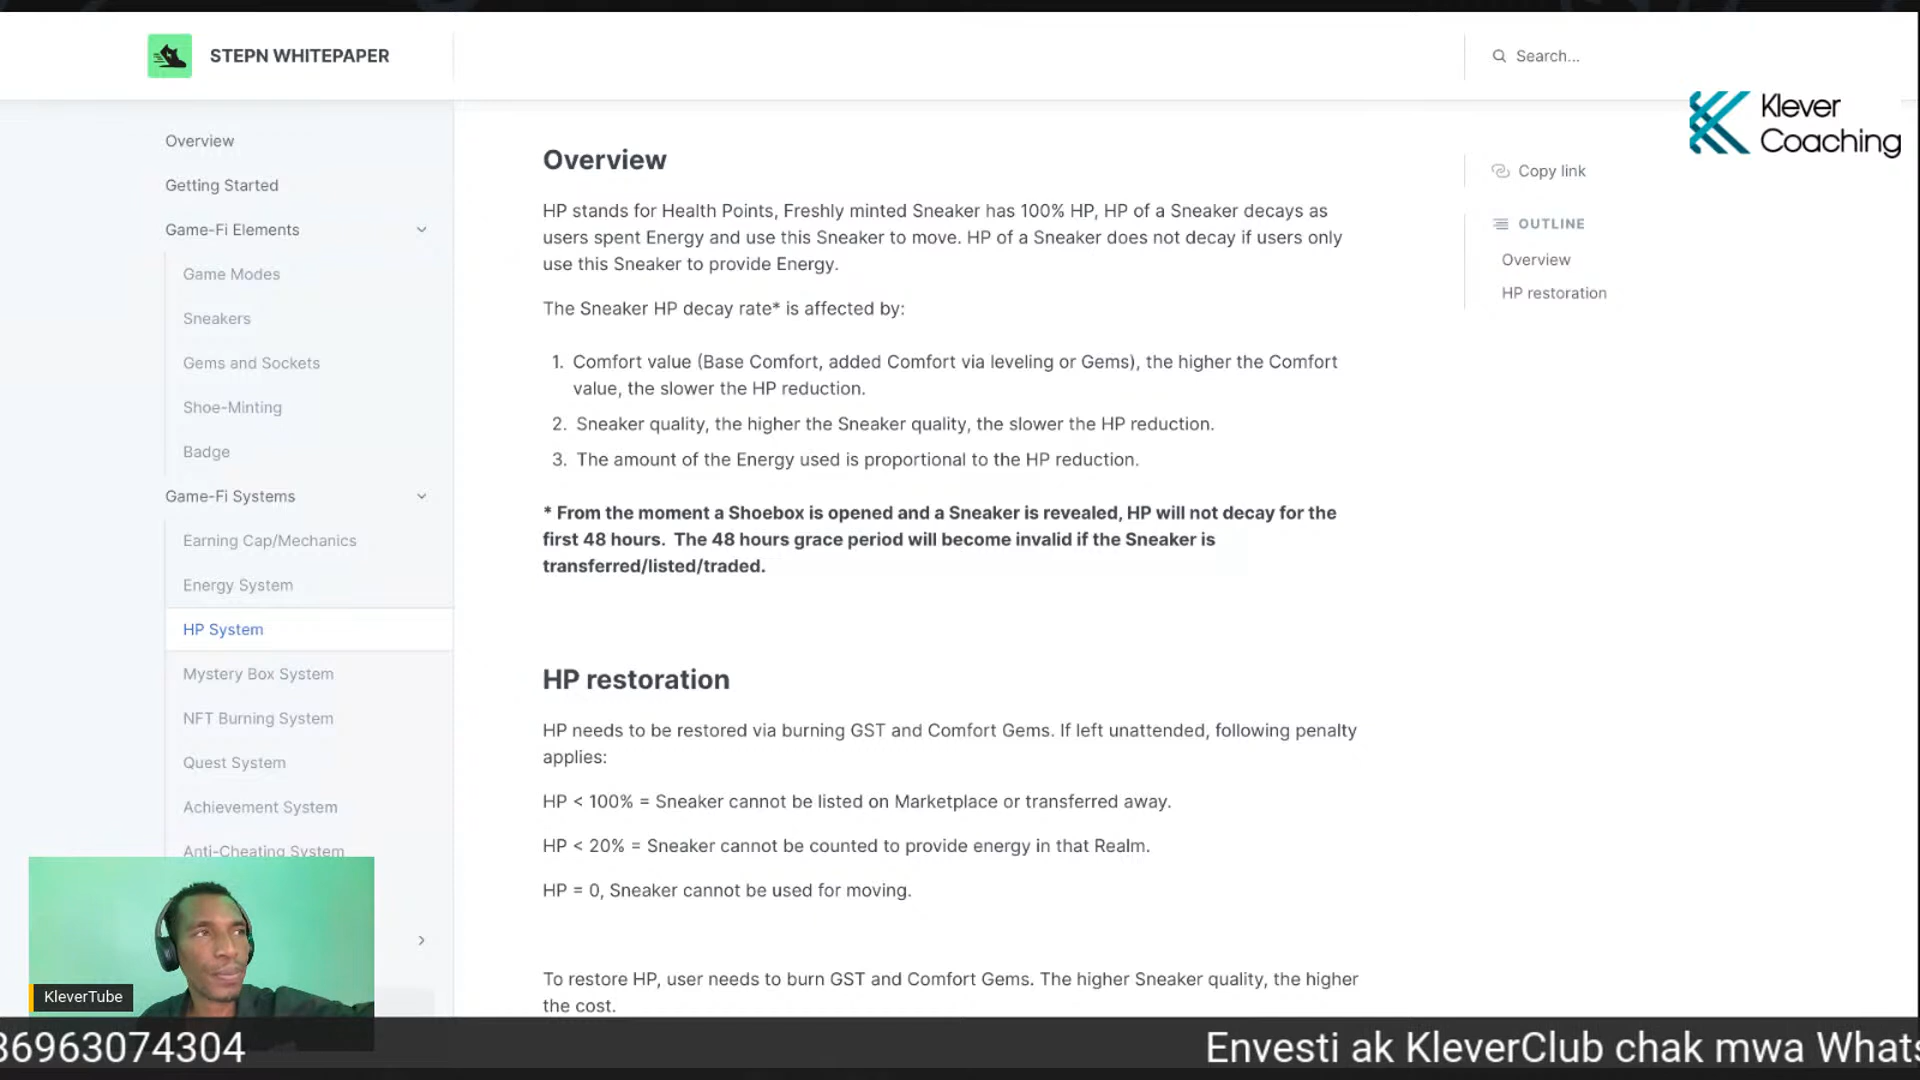 STEPN WHITEPAPER
Search...
Klever
Coaching
Overview
Getting Started
Game-Fi Elements
Game Modes
Sneakers
Gems and Sockets
Shoe-Minting
Badge
Game-Fi Systems
Earning Cap/Mechanics
Energy System
HP System
Mystery Box System
NFT Burning System
Quest System
Achievement System
Anti-Cheating System
Overview
HP stands for Health Points, Freshly minted Sneaker has 100% HP, HP of a Sneaker decays as
users spent Energy and use this Sneaker to move. HP of a Sneaker does not decay if users only
use this Sneaker to provide Energy.
The Sneaker HP decay rate* is affected by:
1. Comfort value (Base Comfort, added Comfort via leveling or Gems), the higher the Comfort
value, the slower the HP reduction.
2. Sneaker quality, the higher the Sneaker quality, the slower the HP reduction.
3. The amount of the Energy used is proportional to the HP reduction.
* From the moment a Shoebox is opened and a Sneaker is revealed, HP will not decay for the
first 48 hours. The 48 hours grace period will become invalid if the Sneaker is
transferred/listed/traded.
HP restoration
HP needs to be restored via burning GST and Comfort Gems. If left unattended, following penalty
applies:
HP < 100% = Sneaker cannot be listed on Marketplace or transferred away.
HP < 20% = Sneaker cannot be counted to provide energy in that Realm.
HP = 0, Sneaker cannot be used for moving.
To restore HP, user needs to burn GST and Comfort Gems. The higher Sneaker quality, the higher
the cost.
Copy link
OUTLINE
Overview
HP restoration
KleverTube
36963074304
Envesti ak KleverClub chak mwa Whats